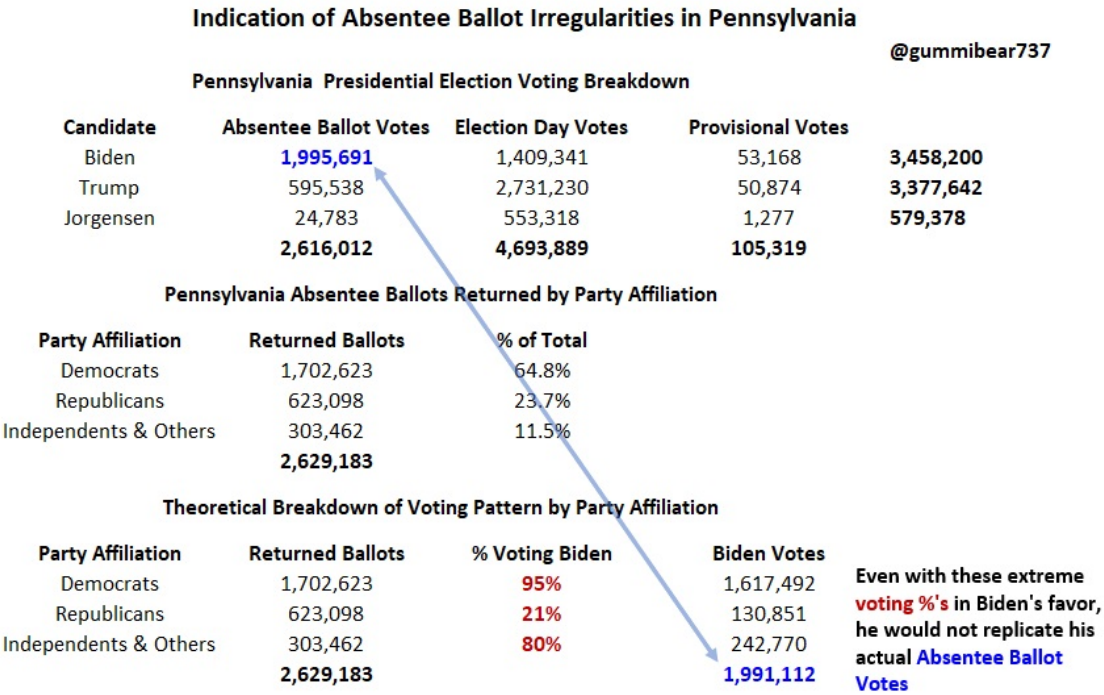 Indication of Absentee Ballot Irregularities in Pennsylvania
@gummibear737
Pennsylvania Presidential Election Voting Breakdown
Candidate Absentee Ballot Votes Election Day Votes Provisional Votes
Biden 1,995,691 1,409,341 53,168 3,458,200
Trump 595,538 2,731,230 50,874 3,377,642
Jorgensen 24,783 553,318 1,277 579,378
2,616,012 4,693,889 105,319
Pennsylvania Absentee Ballots Returned by Party Affiliation
Party Affiliation Returned Ballots % of Total
Democrats 1,702,623 64.8%
Republicans 623,098 23.7%
Independents & Others 303,462 11.5%
2,629,183
Theoretical Breakdown of Voting Pattern by Party Affiliation
Party Affiliation Returned Ballots % Voting Biden Biden Votes
Democrats 1,702,623 95% 1,617,492
Republicans 623,098 21% 130,851
Independents & Others 303,462 80% 242,770
2,629,183 1,991,112
Even with these extreme
voting %'s in Biden's favor,
he would not replicate his
actual Absentee Ballot
Votes